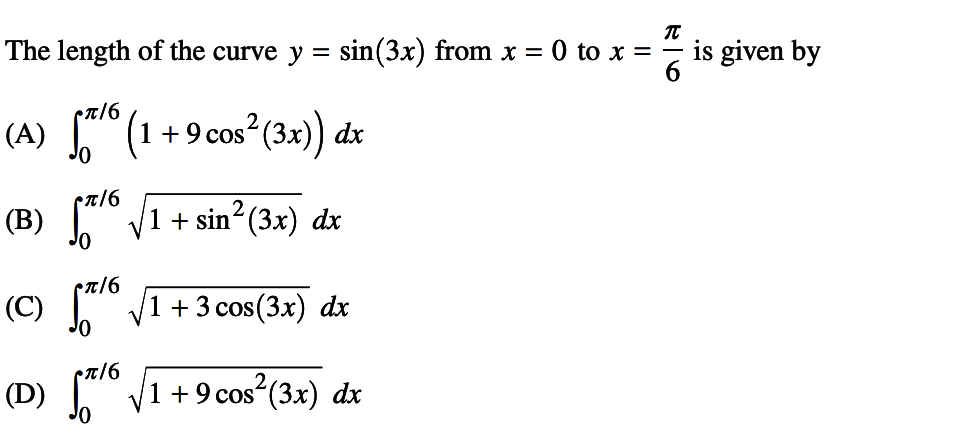 The length of the curve y = sin(3x) from x = 0 to x = π/6 is given by
(A) ∫₀^(π/6) (1 + 9 cos²(3x)) dx
(B) ∫₀^(π/6) √(1 + sin²(3x)) dx
(C) ∫₀^(π/6) √(1 + 3 cos(3x)) dx
(D) ∫₀^(π/6) √(1 + 9 cos²(3x)) dx